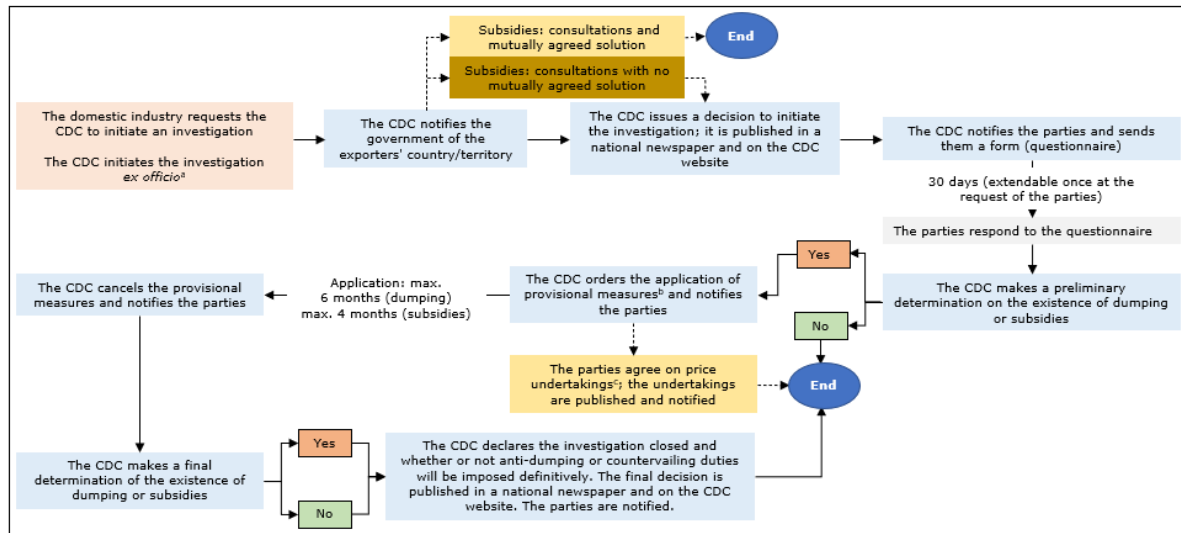 Subsidies: consultations and
mutually agreed solution
End
Subsidies: consultations with no
mutually agreed solution
The domestic industry requests the
CDC to initiate an investigation
The CDC initiates the investigation
ex officioᵃ
The CDC notifies the
government of the
exporters' country/territory
The CDC issues a decision to initiate
the investigation; it is published in a
national newspaper and on the CDC
website
The CDC notifies the parties and sends
them a form (questionnaire)
30 days (extendable once at the
request of the parties)
The parties respond to the questionnaire
The CDC makes a preliminary
determination on the existence of dumping
or subsidies
Yes
No
The CDC orders the application of
provisional measuresᵇ and notifies
the parties
Application: max.
6 months (dumping)
max. 4 months (subsidies)
The CDC cancels the provisional
measures and notifies the parties
The parties agree on price
undertakingsᶜ; the undertakings
are published and notified
End
The CDC makes a final
determination of the existence of
dumping or subsidies
Yes
No
The CDC declares the investigation closed and
whether or not anti-dumping or countervailing duties
will be imposed definitively. The final decision is
published in a national newspaper and on the CDC
website. The parties are notified.